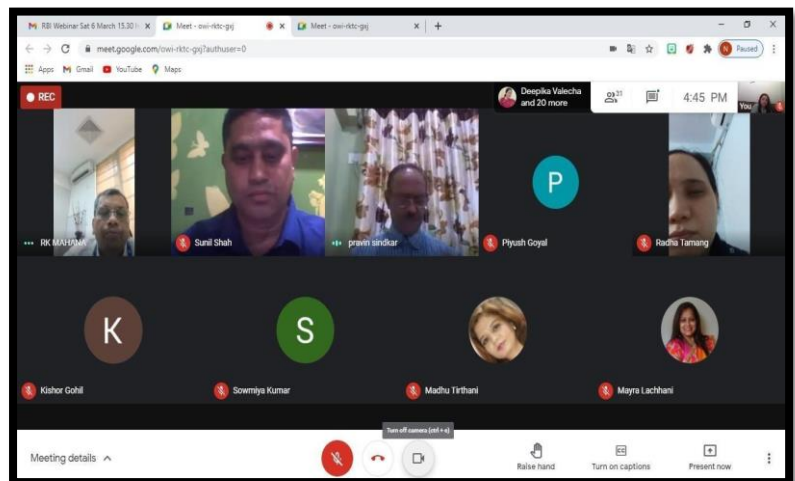 RBI Webinar Sat 6 March 15.30
Meet - owi-rktc-gxj
Meet - owi-rktc-gxj
meet.google.com/owi-rktc-gxj?authuser=0
N
Paused
Apps
Gmail
YouTube
Maps
REC
Deepika Valecha
and 20 more
21
4:45 PM
You
RK MAHANA
Sunil Shah
pravin sindkar
P
Piyush Goyal
Radha Tamang
K
S
Kishor Gohil
Sowmiya Kumar
Madhu Tirthani
Mayra Lachhani
Turn off camera (ctrl + e)
Meeting details
Raise hand
CC
Turn on captions
Present now